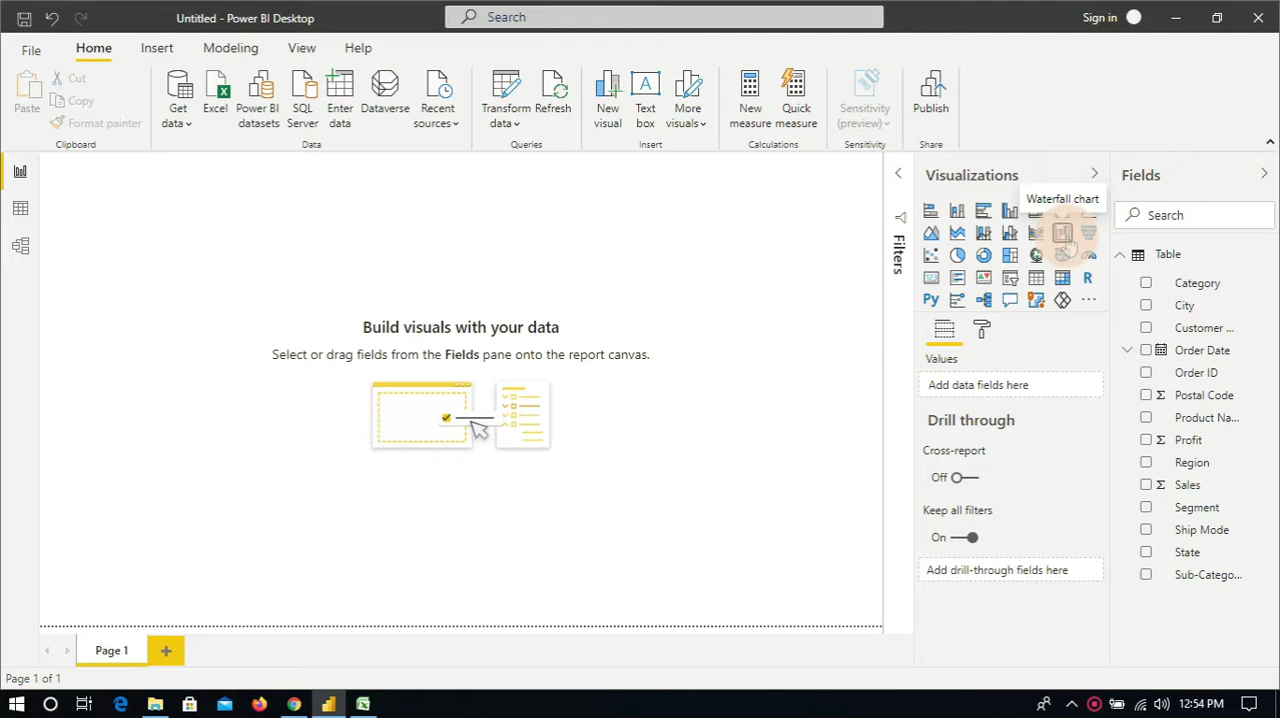 Untitled - Power BI Desktop
Search
Sign in
File
Home
Insert
Modeling
View
Help
Paste
Cut
Copy
Format painter
Clipboard
Get data
Excel
Power BI datasets
SQL Server
Enter data
Dataverse
Recent sources
Data
Transform data
Refresh
Queries
New visual
Text box
More visuals
Insert
New measure
Quick measure
Calculations
Sensitivity (preview)
Sensitivity
Publish
Share
Build visuals with your data
Select or drag fields from the Fields pane onto the report canvas.
Filters
Visualizations
Waterfall chart
123
R
Py
Values
Add data fields here
Drill through
Cross-report
Off
Keep all filters
On
Add drill-through fields here
Fields
Search
Table
Category
City
Customer ...
Order Date
Order ID
Σ Postal Code
Product Na...
Σ Profit
Region
Σ Sales
Segment
Ship Mode
State
Sub-Catego...
Page 1
Page 1 of 1
12:54 PM